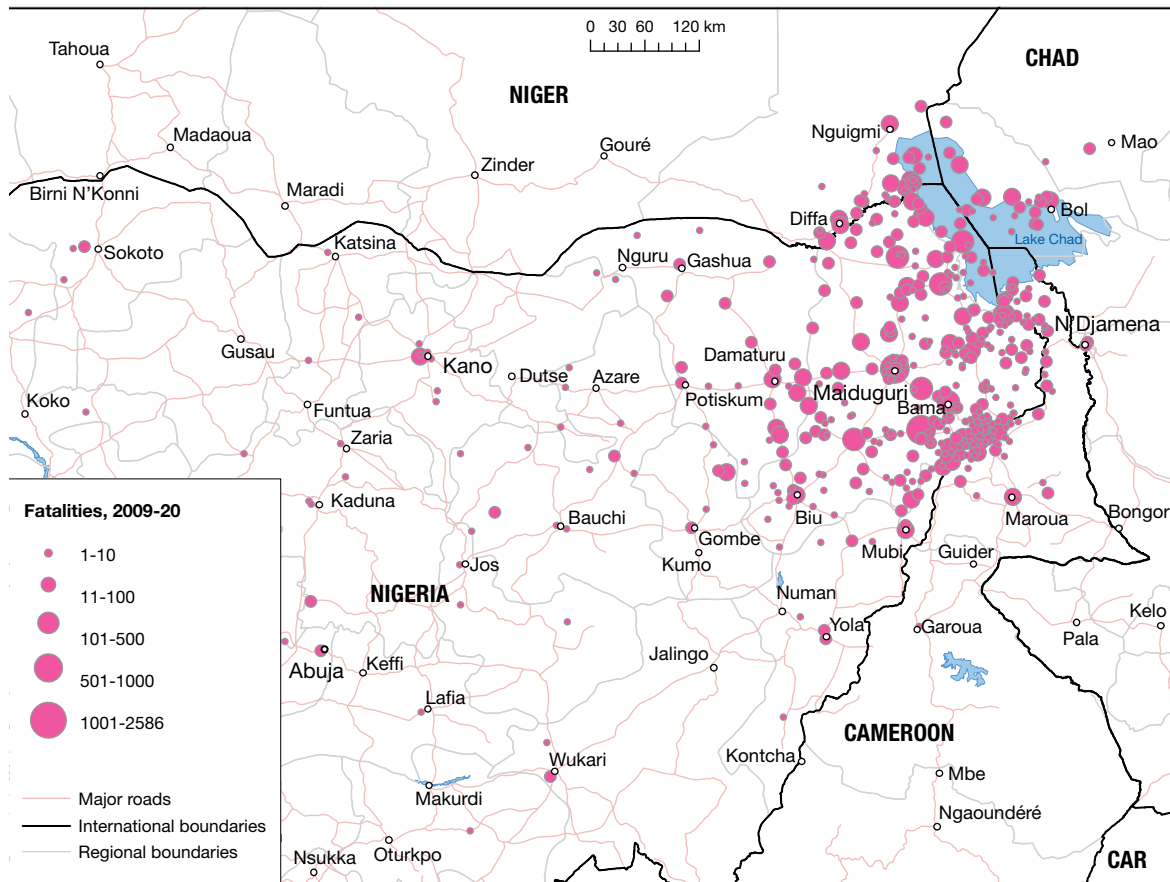 0 30 60 120 km
CHAD
Tahoua
NIGER
Nguigmi
Madaoua
Gouré
Mao
Zinder
Birni N'Konni
Maradi
Diffa
Bol
Sokoto
Katsina
Lake Chad
Nguru
Gashua
N'Djamena
Gusau
Kano
Damaturu
Dutse
Azare
Potiskum
Maiduguri
Koko
Funtua
Bama
Zaria
Kaduna
Bauchi
Biu
Maroua
Bongor
Gombe
Mubi
Guider
Kumo
Jos
NIGERIA
Numan
Kelo
Yola
Garoua
Pala
Abuja
Keffi
Jalingo
Lafia
CAMEROON
Kontcha
Wukari
Mbe
Makurdi
Ngaoundéré
Oturkpo
Nsukka
CAR
Fatalities, 2009-20
1-10
11-100
101-500
501-1000
1001-2586
Major roads
International boundaries
Regional boundaries